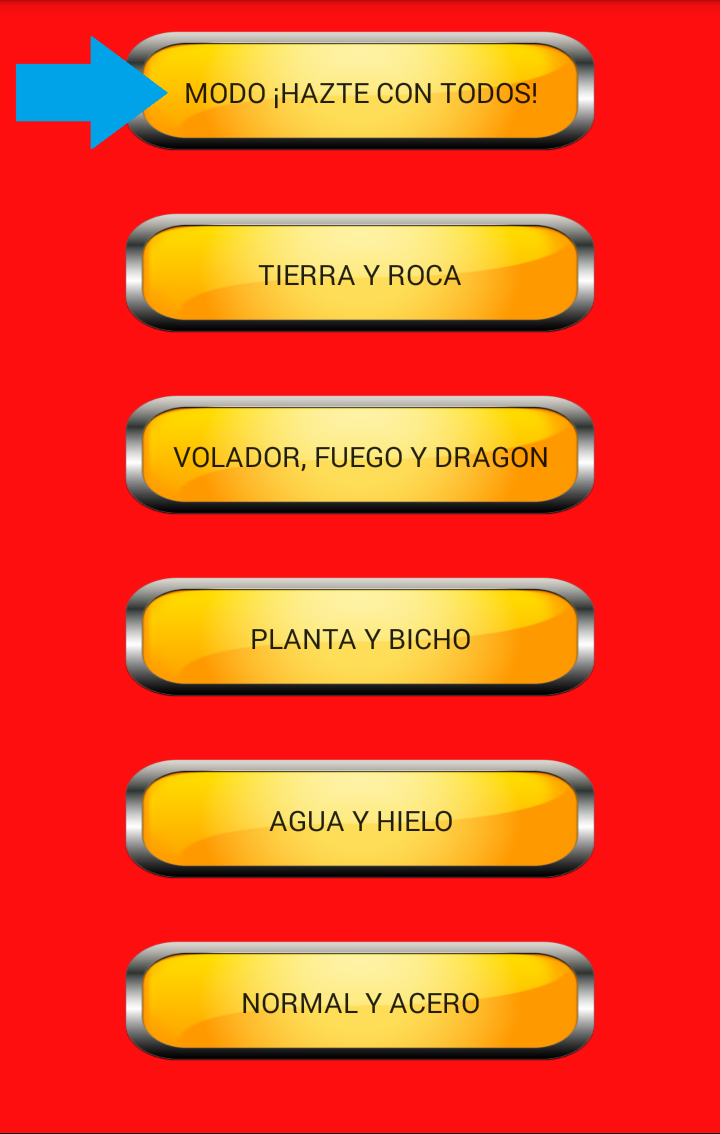 MODO ¡HAZTE CON TODOS!
TIERRA Y ROCA
VOLADOR, FUEGO Y DRAGON
PLANTA Y BICHO
AGUA Y HIELO
NORMAL Y ACERO